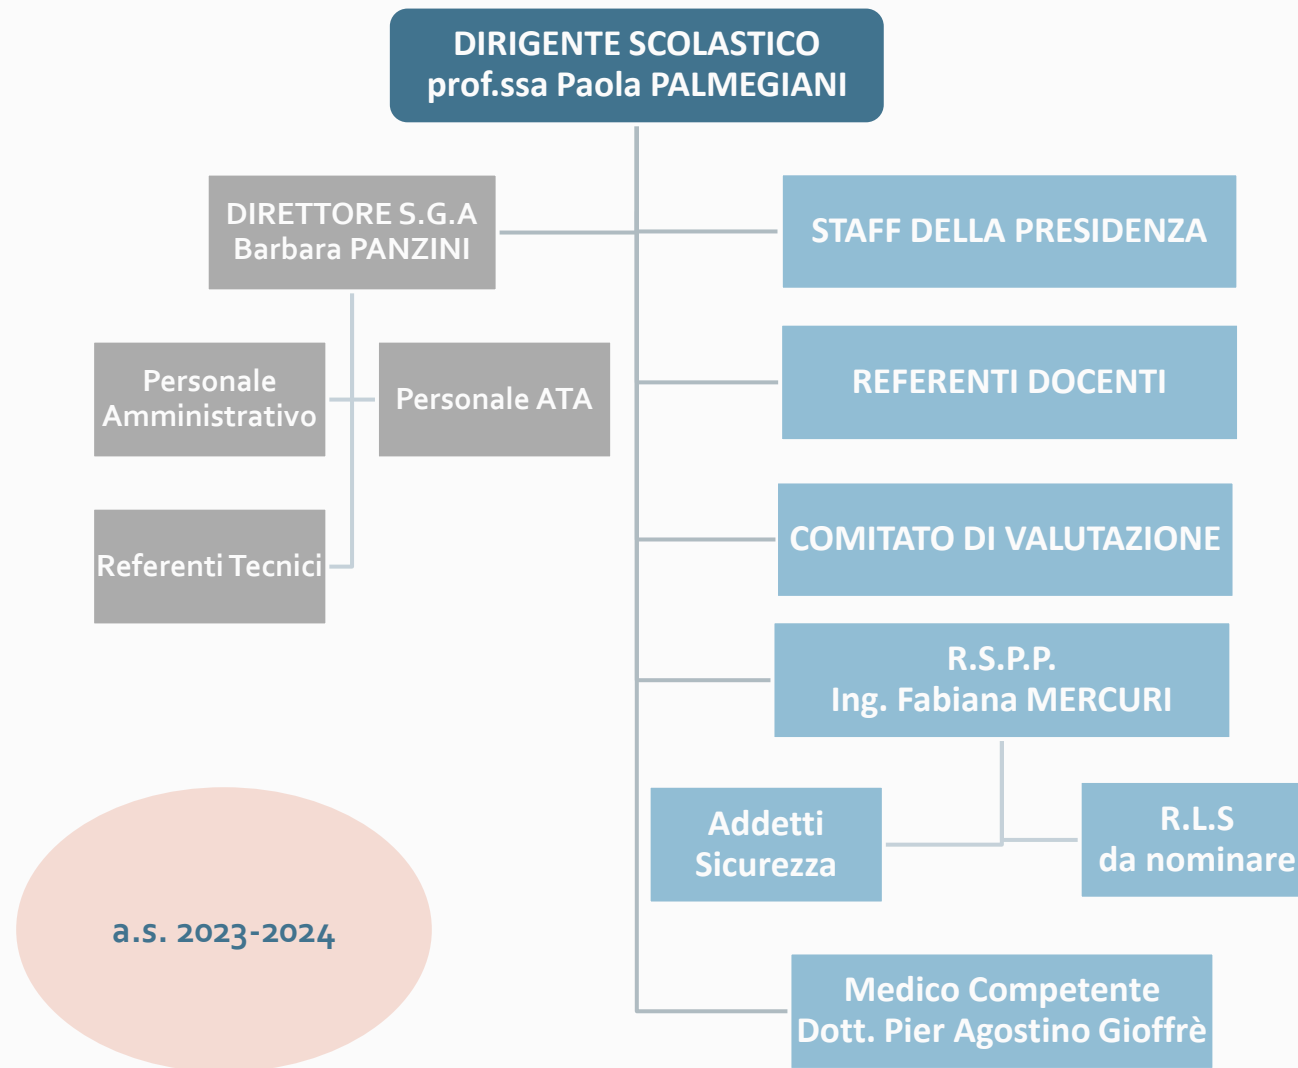 DIRIGENTE SCOLASTICO
prof.ssa Paola PALMEGIANI
DIRETTORE S.G.A
Barbara PANZINI
STAFF DELLA PRESIDENZA
Personale
Amministrativo
Personale ATA
REFERENTI DOCENTI
Referenti Tecnici
COMITATO DI VALUTAZIONE
R.S.P.P.
Ing. Fabiana MERCURI
Addetti
Sicurezza
R.L.S
da nominare
a.s. 2023-2024
Medico Competente
Dott. Pier Agostino Gioffrè